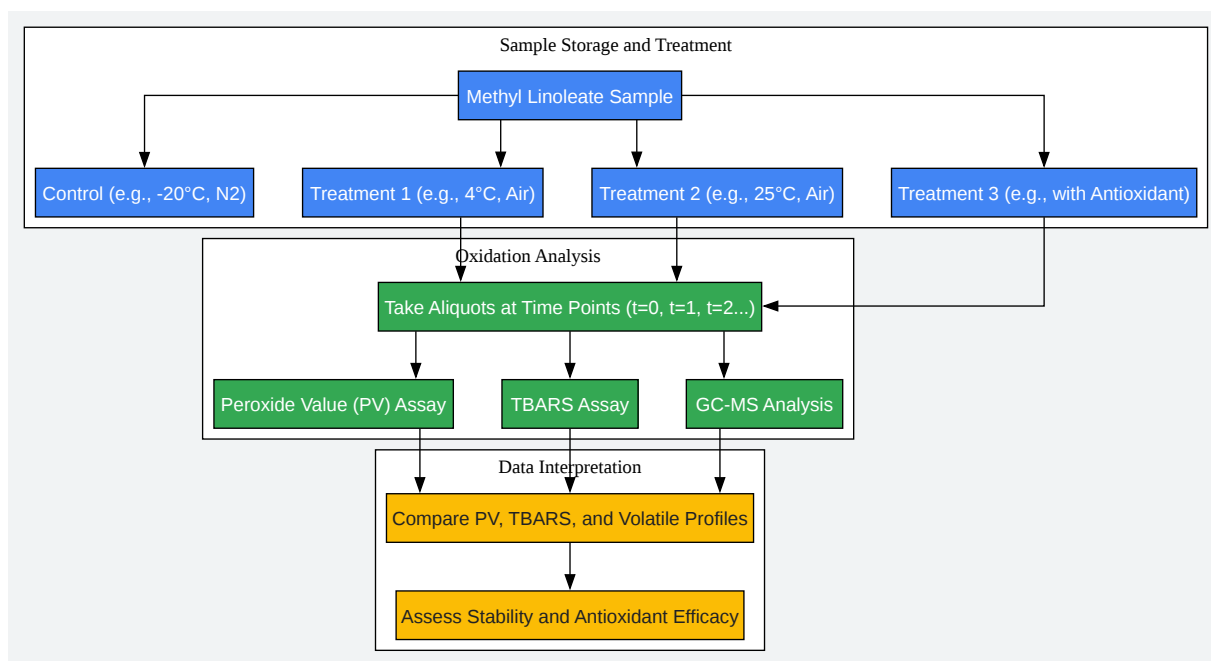 Sample Storage and Treatment
Methyl Linoleate Sample
Control (e.g., -20°C, N2)
Treatment 1 (e.g., 4°C, Air)
Treatment 2 (e.g., 25°C, Air)
Treatment 3 (e.g., with Antioxidant)
Oxidation Analysis
Take Aliquots at Time Points (t=0, t=1, t=2...)
Peroxide Value (PV) Assay
TBARS Assay
GC-MS Analysis
Data Interpretation
Compare PV, TBARS, and Volatile Profiles
Assess Stability and Antioxidant Efficacy